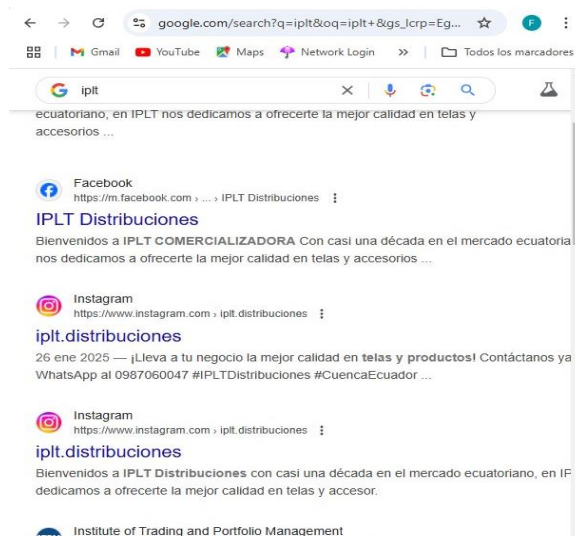 google.com/search?q=iplt&oq=iplt+&gs_lcrp=Eg...
F
Gmail YouTube Maps Network Login » Todos los marcadores
iplt
ecuatoriano, en IPLT nos dedicamos a ofrecerte la mejor calidad en telas y
accesorios ...
Facebook
https://m.facebook.com › ... › IPLT Distribuciones
IPLT Distribuciones
Bienvenidos a IPLT COMERCIALIZADORA Con casi una década en el mercado ecuatoria
nos dedicamos a ofrecerte la mejor calidad en telas y accesorios ...
Instagram
https://www.instagram.com › iplt.distribuciones
iplt.distribuciones
26 ene 2025 — ¡Lleva a tu negocio la mejor calidad en telas y productos! Contáctanos ya
WhatsApp al 0987060047 #IPLTDistribuciones #CuencaEcuador ...
Instagram
https://www.instagram.com › iplt.distribuciones
iplt.distribuciones
Bienvenidos a IPLT Distribuciones con casi una década en el mercado ecuatoriano, en IP
dedicamos a ofrecerte la mejor calidad en telas y accesor.
Institute of Trading and Portfolio Management